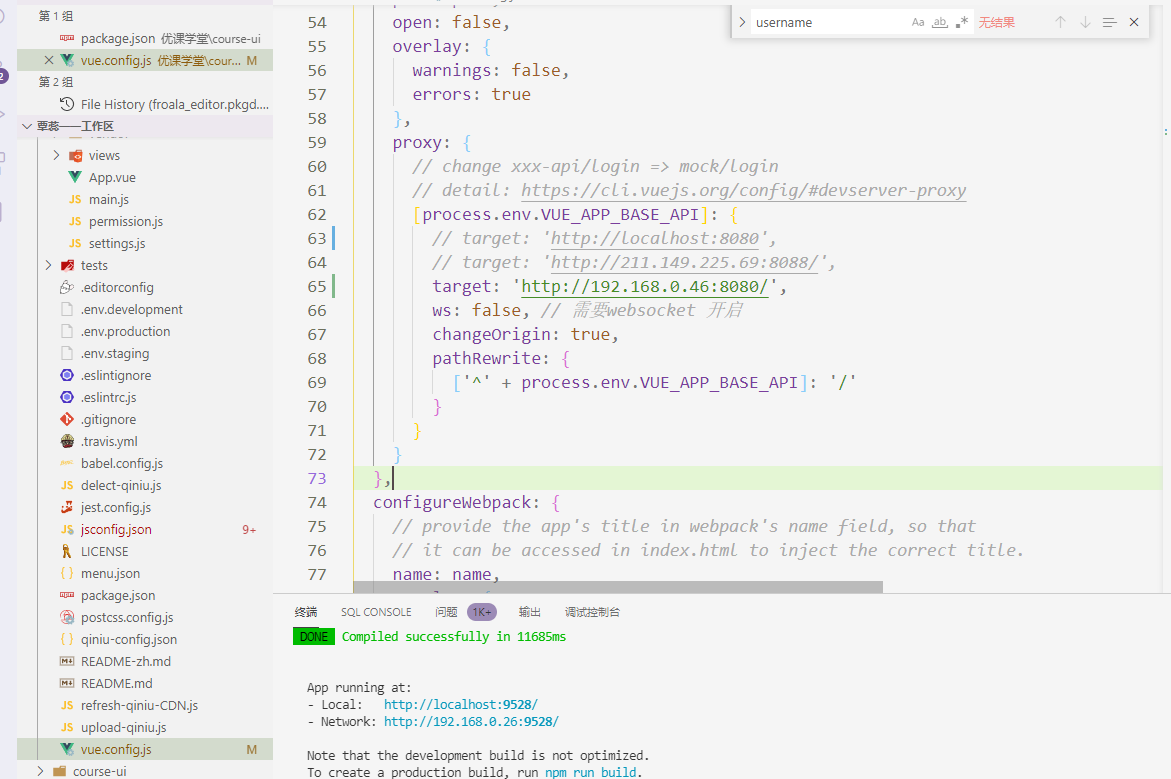 第 1 组
package.json 优课学堂\course-ui
vue.config.js 优课学堂\cour... M
第 2 组
File History (froala_editor.pkgd....
覃蕊——工作区
views
App.vue
JS main.js
JS permission.js
JS settings.js
tests
.editorconfig
.env.development
.env.production
.env.staging
.eslintignore
.eslintrc.js
.gitignore
.travis.yml
babel.config.js
JS delect-qiniu.js
jest.config.js
JS jsconfig.json 9+
LICENSE
{ } menu.json
package.json
postcss.config.js
{ } qiniu-config.json
README-zh.md
README.md
JS refresh-qiniu-CDN.js
JS upload-qiniu.js
vue.config.js M
course-ui
username Aa ab 无结果
54 open: false,
55 overlay: {
56 warnings: false,
57 errors: true
58 },
59 proxy: {
60 // change xxx-api/login => mock/login
61 // detail: https://cli.vuejs.org/config/#devserver-proxy
62 [process.env.VUE_APP_BASE_API]: {
63 // target: 'http://localhost:8080',
64 // target: 'http://211.149.225.69:8088/',
65 target: 'http://192.168.0.46:8080/',
66 ws: false, // 需要websocket 开启
67 changeOrigin: true,
68 pathRewrite: {
69 ['^' + process.env.VUE_APP_BASE_API]: '/'
70 }
71 }
72 }
73 },
74 configureWebpack: {
75 // provide the app's title in webpack's name field, so that
76 // it can be accessed in index.html to inject the correct title.
77 name: name,
终端 SQL CONSOLE 问题 1K+ 输出 调试控制台
DONE Compiled successfully in 11685ms
App running at:
- Local: http://localhost:9528/
- Network: http://192.168.0.26:9528/
Note that the development build is not optimized.
To create a production build, run npm run build.